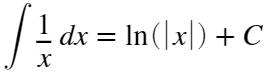 ∫ 1/x dx = ln(|x|) + C